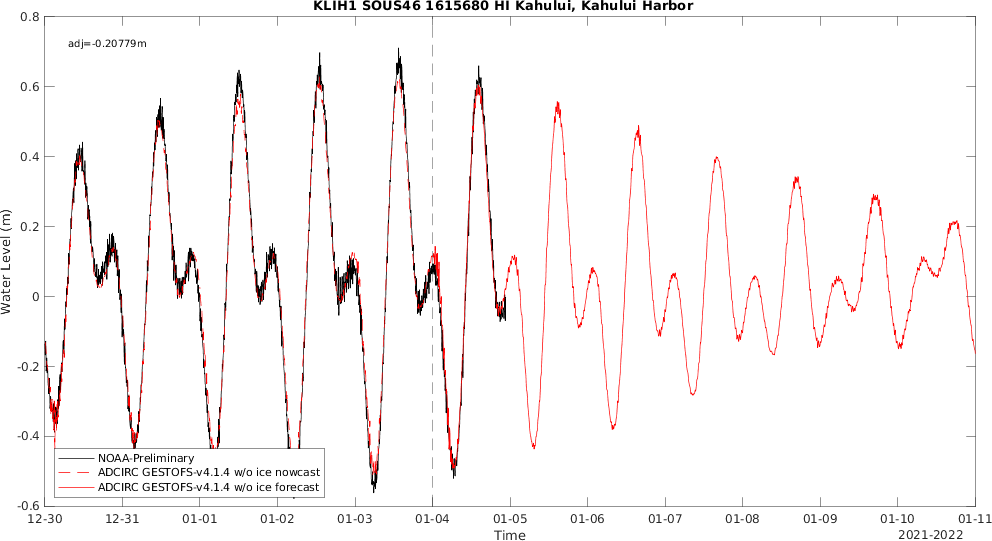 KLIH1 SOUS46 1615680 HI Kahului, Kahului Harbor
adj=-0.20779m
0.8
0.6
0.4
0.2
0
-0.2
-0.4
-0.6
Water Level (m)
NOAA-Preliminary
ADCIRC GESTOFS-v4.1.4 w/o ice nowcast
ADCIRC GESTOFS-v4.1.4 w/o ice forecast
12-30 12-31 01-01 01-02 01-03 01-04 01-05 01-06 01-07 01-08 01-09 01-10 01-11
Time
2021-2022